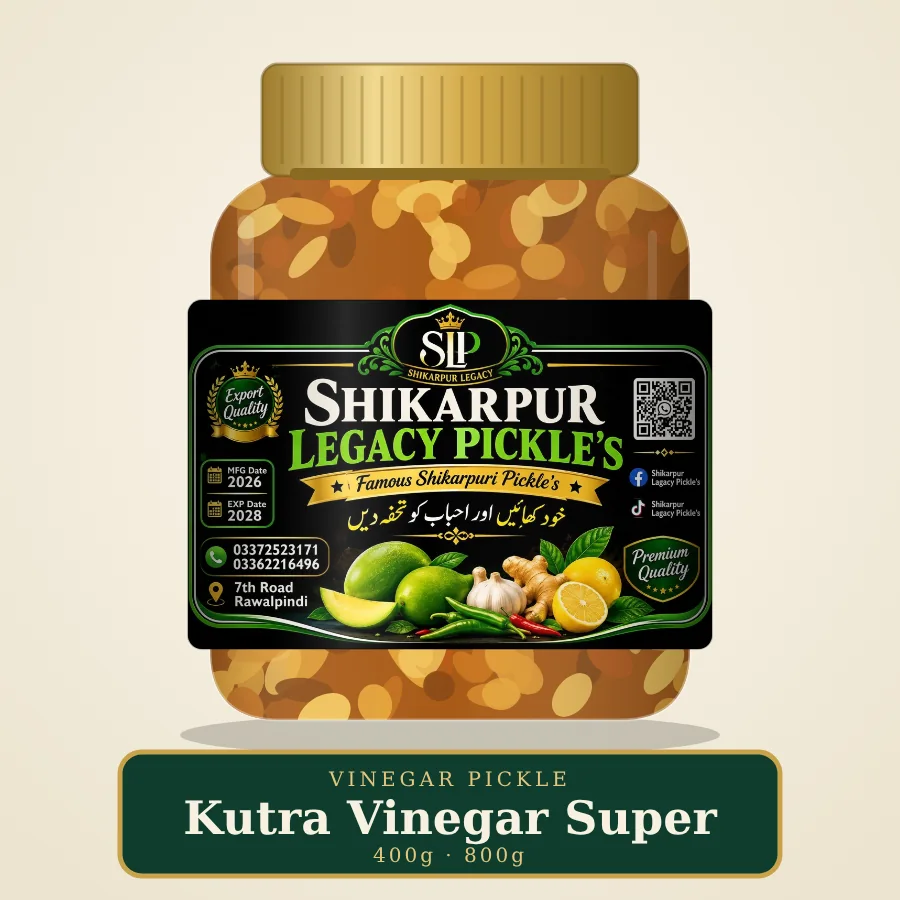 SLP
SHIKARPUR LEGACY
SHIKARPUR
LEGACY PICKLE'S
Famous Shikarpuri Pickle's
خود کھائیں اور احباب کو تحفہ دیں
Export
Quality
MFG Date
2026
EXP Date
2028
03372523171
03362216496
7th Road
Rawalpindi
Shikarpur
Legacy Pickle's
Shikarpur
Legacy Pickle's
Premium
Quality
VINEGAR PICKLE
Kutra Vinegar Super
400g · 800g